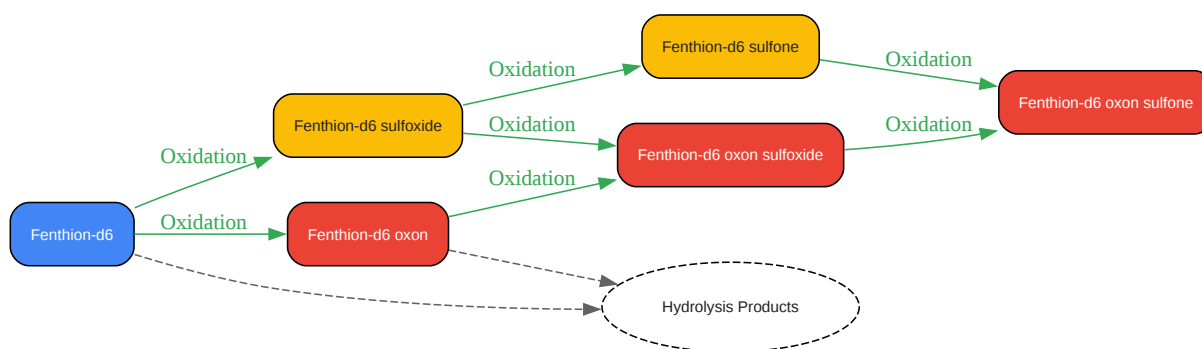 Fenthion-d6 sulfone
Oxidation
Oxidation
Fenthion-d6 oxon sulfone
Fenthion-d6 sulfoxide
Oxidation
Oxidation
Fenthion-d6 oxon sulfoxide
Oxidation
Oxidation
Fenthion-d6
Oxidation
Fenthion-d6 oxon
Hydrolysis Products